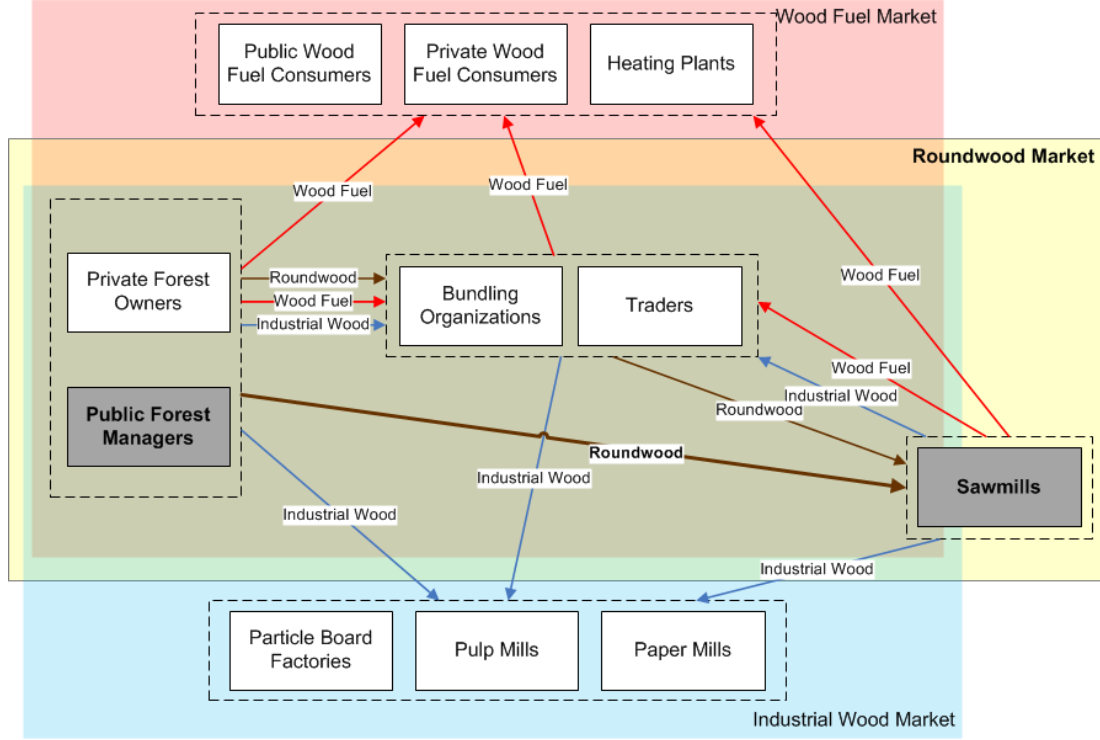 Wood Fuel Market
Public Wood
Fuel Consumers
Private Wood
Fuel Consumers
Heating Plants
Roundwood Market
Wood Fuel
Wood Fuel
Wood Fuel
Private Forest
Owners
Roundwood
Wood Fuel
Industrial Wood
Bundling
Organizations
Traders
Wood Fuel
Industrial Wood
Roundwood
Public Forest
Managers
Roundwood
Industrial Wood
Sawmills
Industrial Wood
Industrial Wood
Particle Board
Factories
Pulp Mills
Paper Mills
Industrial Wood Market